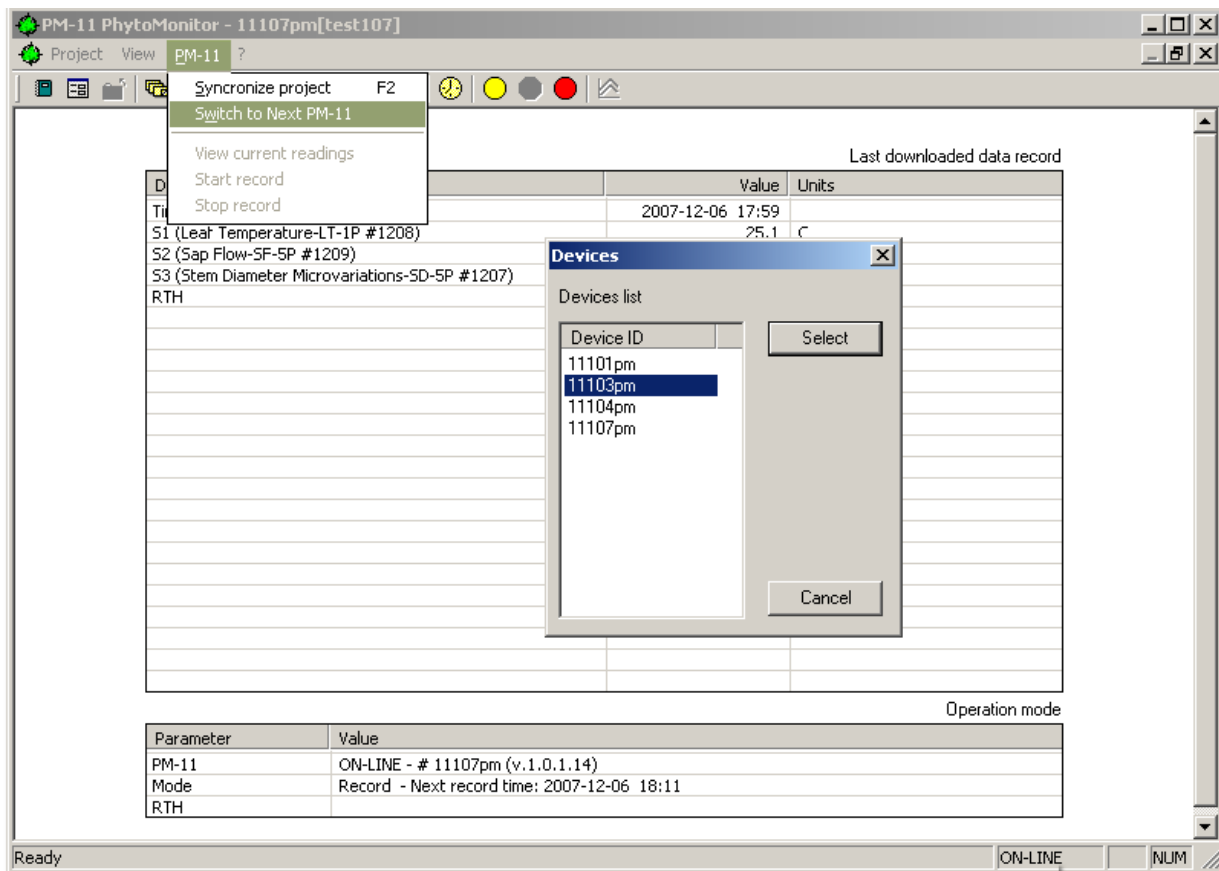 PM-11 PhytoMonitor - 11107pm[test107]
Project View PM-11 ?
Syncronize project F2
Switch to Next PM-11
View current readings
Start record
Stop record
Last downloaded data record
D Value Units
Ti 2007-12-06 17:59
S1 (Leaf Temperature-LT-1P #1208) 25.1 C
S2 (Sap Flow-SF-5P #1209)
S3 (Stem Diameter Microvariations-SD-5P #1207)
RTH
Devices
Devices list
Device ID
Select
11101pm
11103pm
11104pm
11107pm
Cancel
Operation mode
Parameter Value
PM-11 ON-LINE - # 11107pm (v.1.0.1.14)
Mode Record - Next record time: 2007-12-06 18:11
RTH
Ready ON-LINE NUM